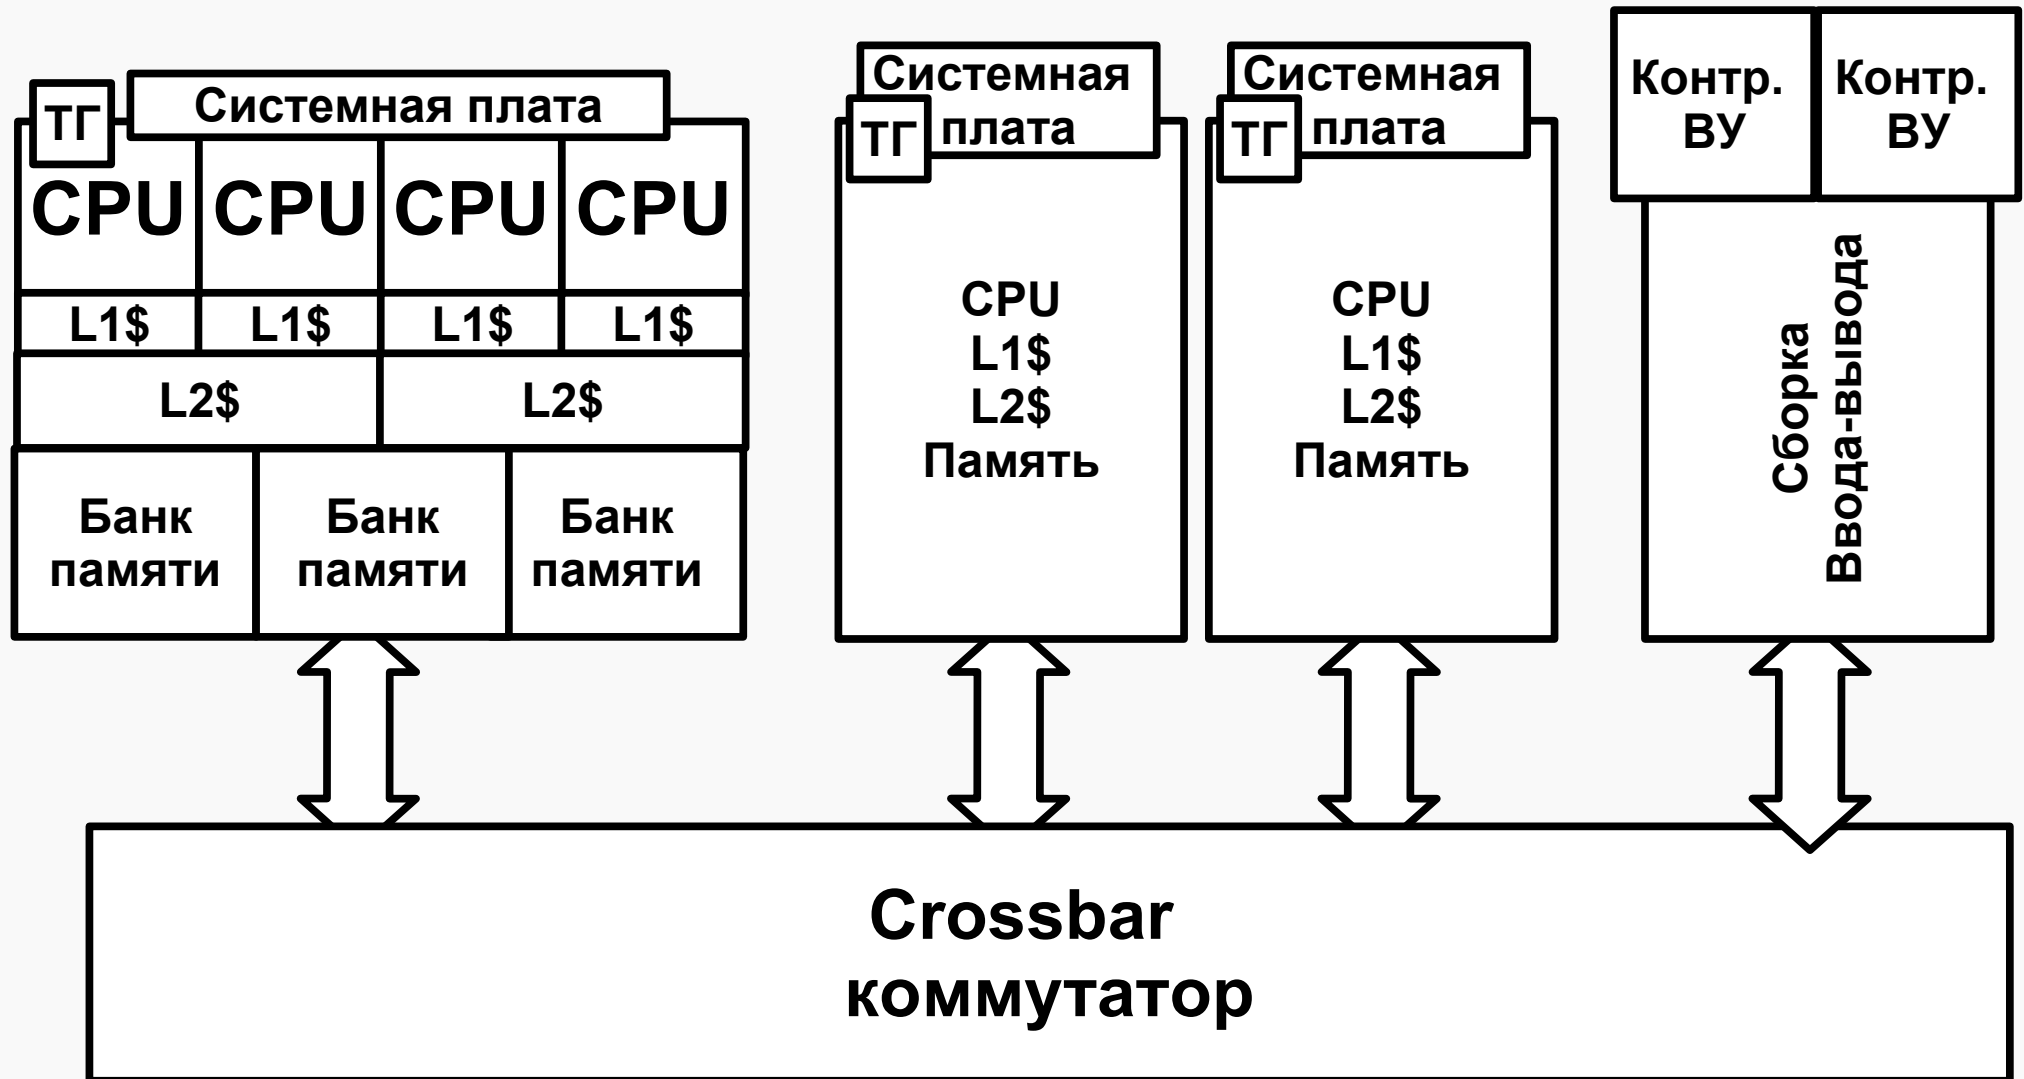 Системная плата
ТГ
CPU CPU CPU CPU
L1$ L1$ L1$ L1$
L2$ L2$
Банк
памяти
Банк
памяти
Банк
памяти
Системная
плата
ТГ
CPU
L1$
L2$
Память
Системная
плата
ТГ
CPU
L1$
L2$
Память
Контр.
ВУ
Контр.
ВУ
Сборка
Ввода-вывода
Crossbar
коммутатор